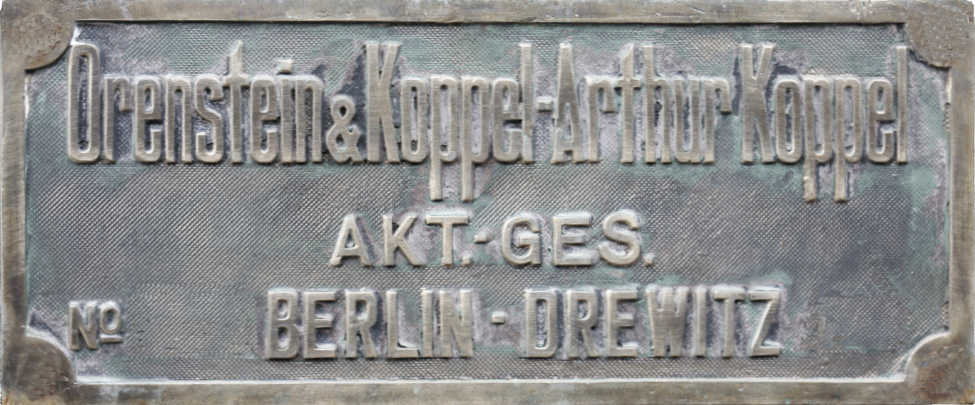 Orenstein & Koppel-Arthur Koppel
AKT.-GES.
BERLIN-DREWITZ
No